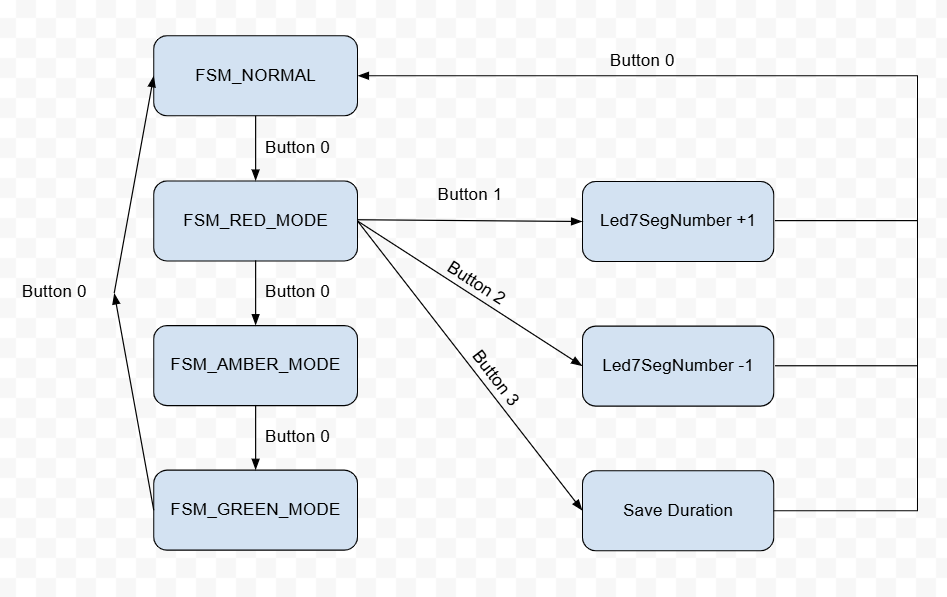 Button 0
FSM_NORMAL
Button 0
Button 1
FSM_RED_MODE
Led7SegNumber +1
Button 2
Button 0
Button 0
Button 3
FSM_AMBER_MODE
Led7SegNumber -1
Button 0
FSM_GREEN_MODE
Save Duration